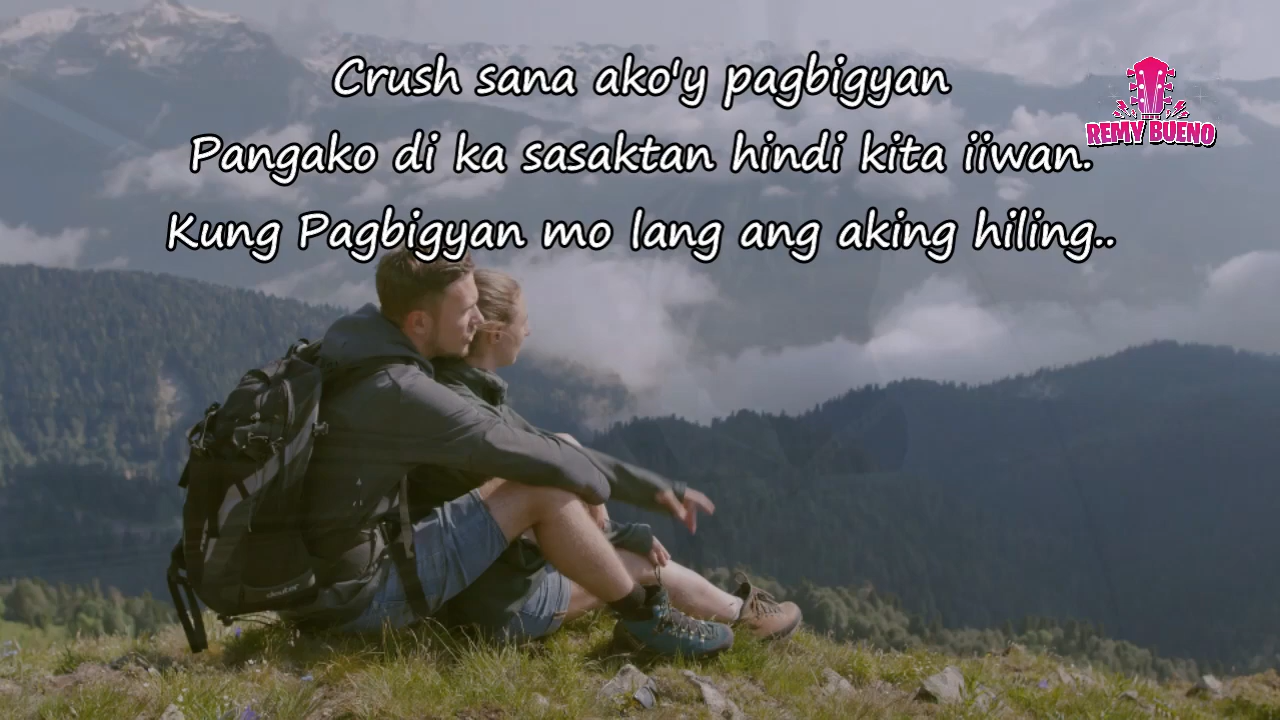 Crush sana ako'y pagbigyan
Pangako di ka sasaktan hindi kita iiwan.
Kung Pagbigyan mo lang ang aking hiling..
REMY BUENO